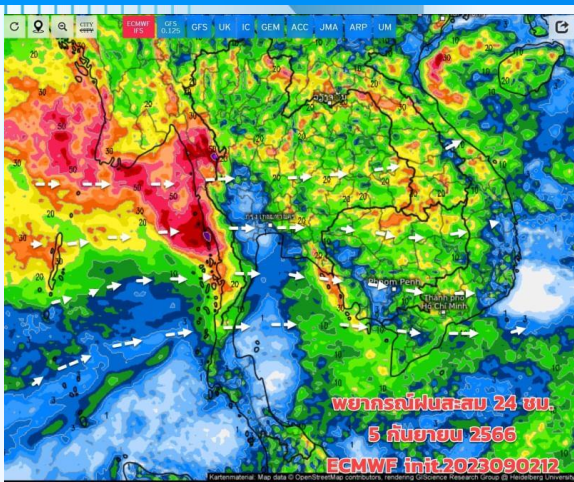 CITY
CITY
ECMWF IFS
GFS 0.125
GFS
UK
IC
GEM
ACC
JMA
ARP
UM
Phnom Penh
Thành phố
Hồ Chí Minh
พยากรณ์ฝนสะสม 24 ชม.
5 กันยายน 2566
ECMWF init.2023090212
Kartenmaterial: Map data © OpenStreetMap contributors, rendering GIScience Research Group @ Heidelberg University